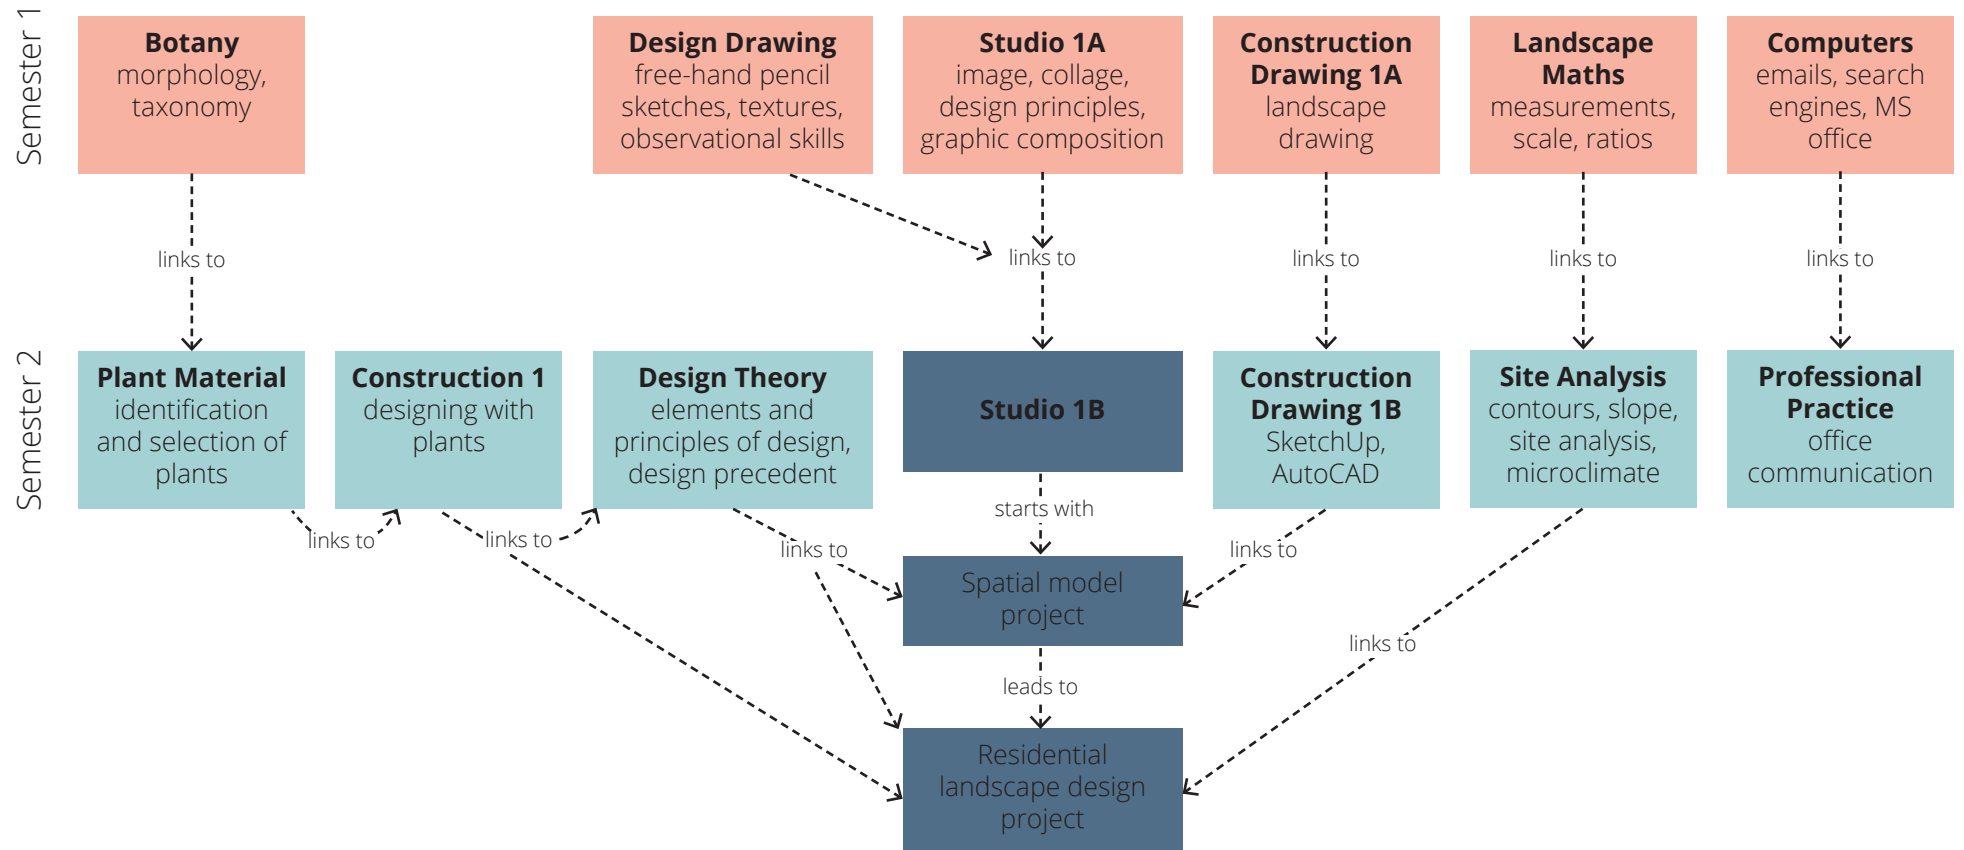 Semester 1
Botany
morphology,
taxonomy
Design Drawing
free-hand pencil
sketches, textures,
observational skills
Studio 1A
image, collage,
design principles,
graphic composition
Construction
Drawing 1A
landscape
drawing
Landscape
Maths
measurements,
scale, ratios
Computers
emails, search
engines, MS
office
links to
links to
links to
links to
links to
Semester 2
Plant Material
identification
and selection of
plants
Construction 1
designing with
plants
Design Theory
elements and
principles of design,
design precedent
Studio 1B
Construction
Drawing 1B
SketchUp,
AutoCAD
Site Analysis
contours, slope,
site analysis,
microclimate
Professional
Practice
office
communication
links to
links to
links to
starts with
links to
Spatial model
project
links to
leads to
Residential
landscape design
project